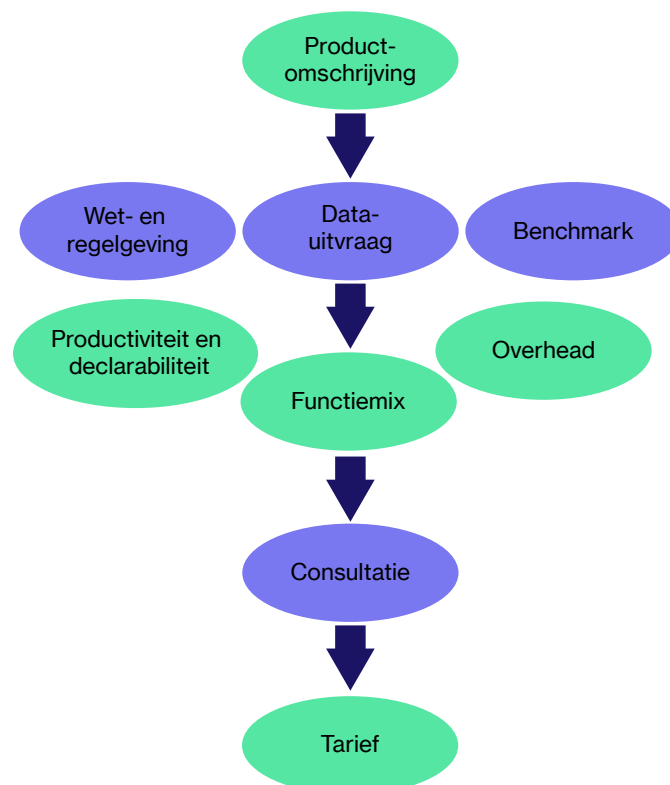 Product-
omschrijving
Wet- en
regelgeving
Data-
uitvraag
Benchmark
Productiviteit en
declarabiliteit
Functiemix
Overhead
Consultatie
Tarief